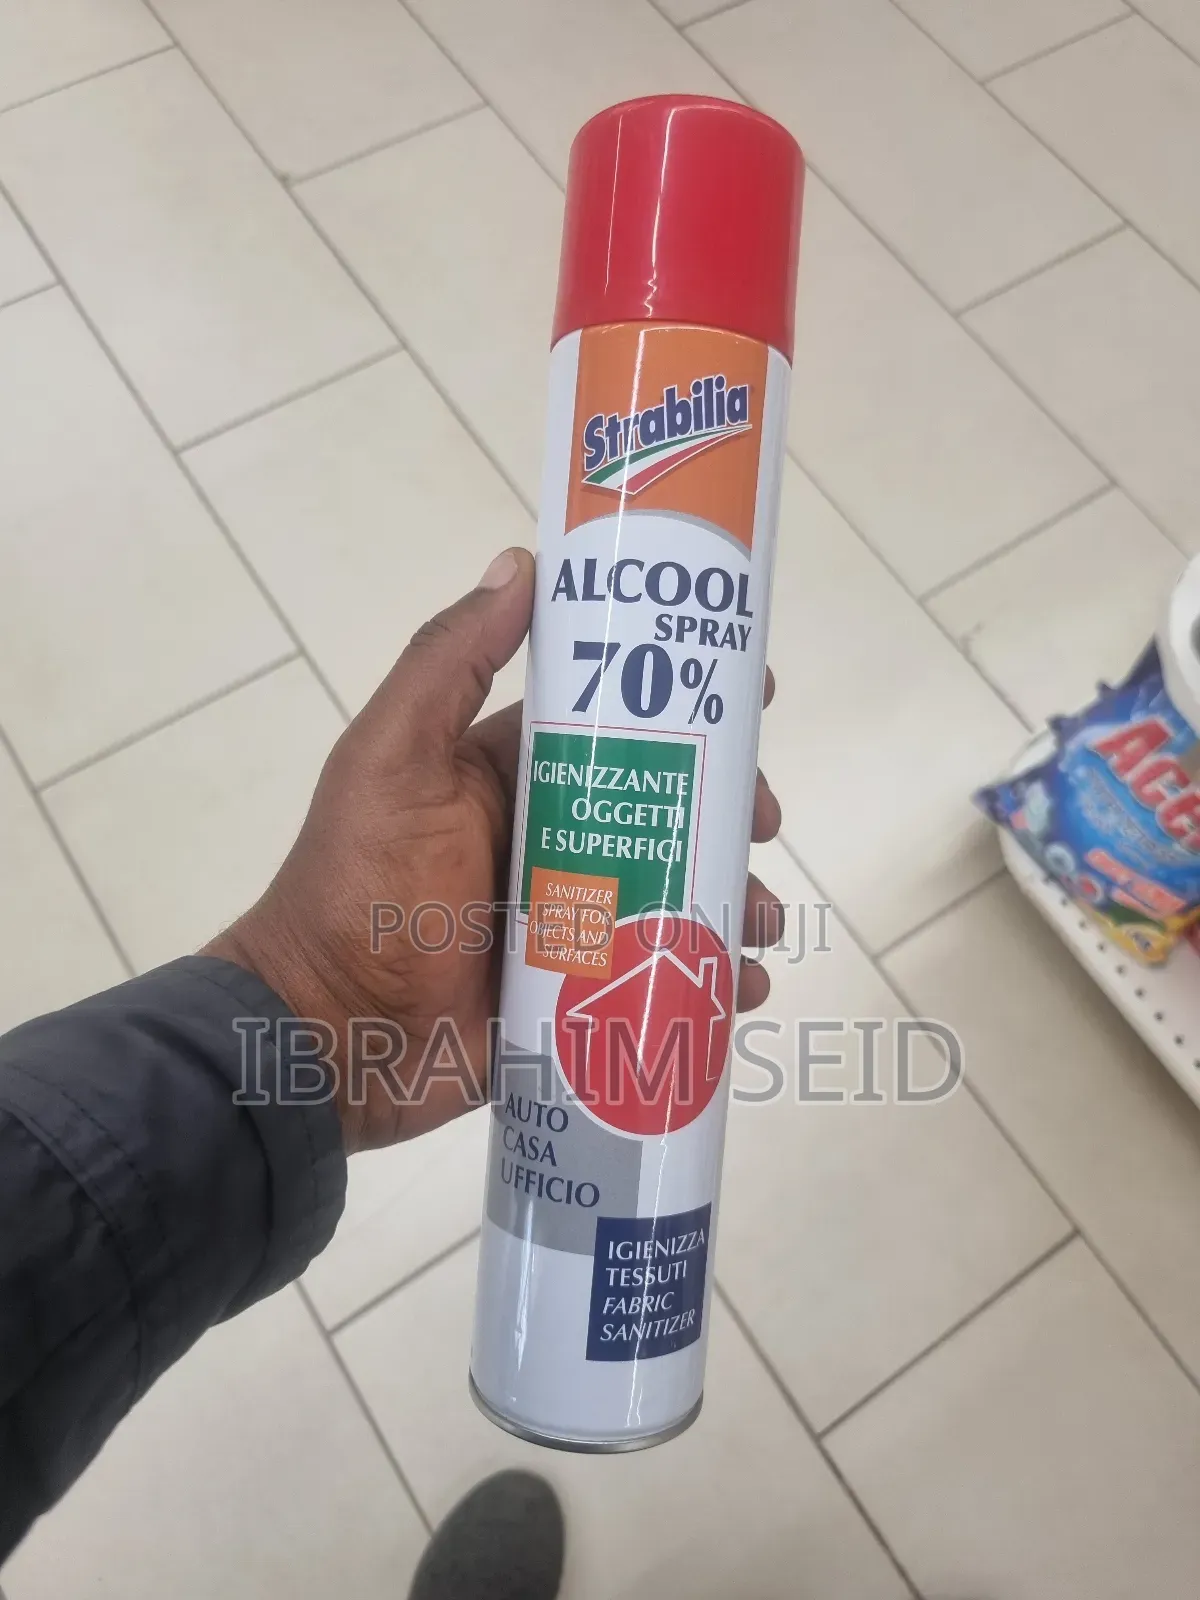 Strabilia
ALCOOL
SPRAY
70%
IGIENIZZANTE
OGGETTI
E SUPERFICI
SANITIZER
SPRAY FOR
OBJECTS AND
SURFACES
POSTED ON JIJI
IBRAHIM SEID
AUTO
CASA
UFFICIO
IGIENIZZA
TESSUTI
FABRIC
SANITIZER